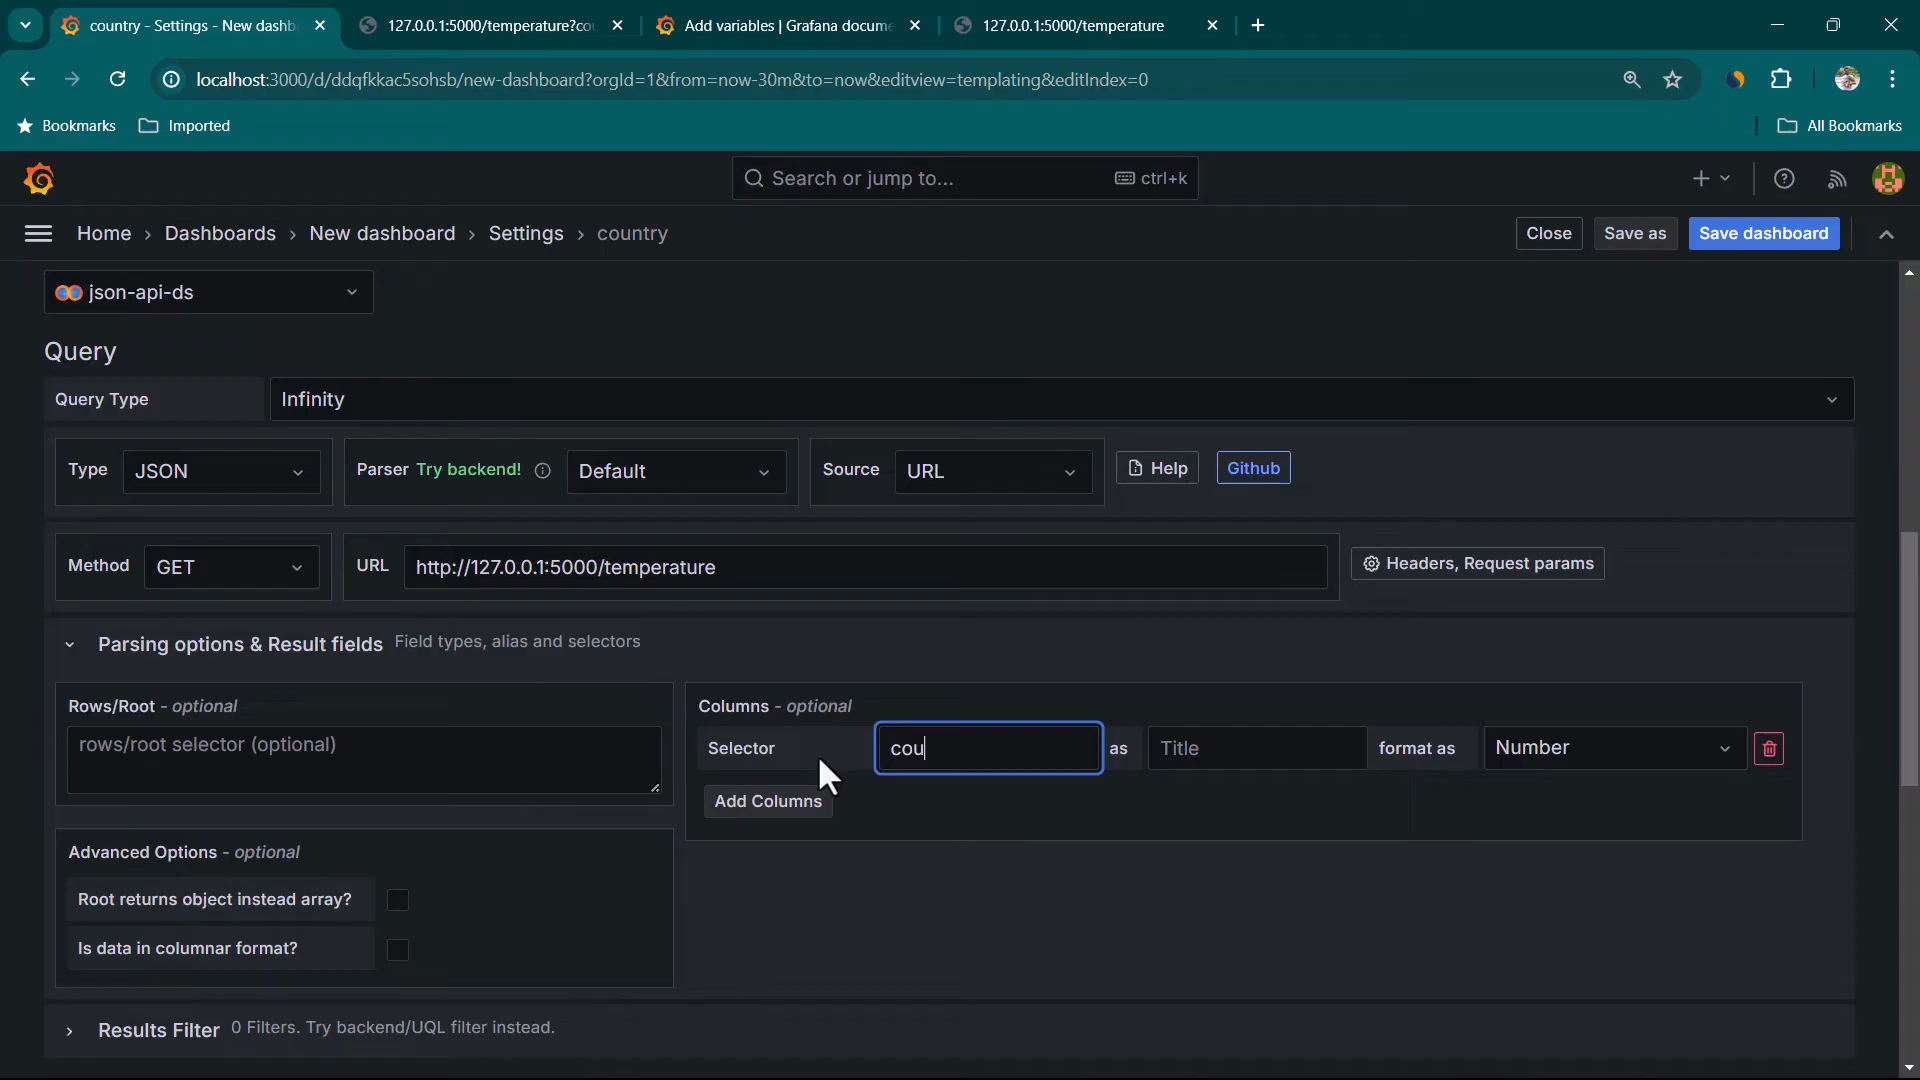 country - Settings - New dashb
127.0.0.1:5000/temperature?co
Add variables | Grafana docume
127.0.0.1:5000/temperature
localhost:3000/d/ddqfkkac5sohsb/new-dashboard?orgId=1&from=now-30m&to=now&editview=templating&editIndex=0
Bookmarks
Imported
All Bookmarks
Search or jump to...
ctrl+k
Home › Dashboards › New dashboard › Settings › country
Close
Save as
Save dashboard
json-api-ds
Query
Query Type
Infinity
Type
JSON
Parser Try backend!
Default
Source
URL
Help
Github
Method
GET
URL
http://127.0.0.1:5000/temperature
Headers, Request params
Parsing options & Result fields
Field types, alias and selectors
Rows/Root - optional
rows/root selector (optional)
Columns - optional
Selector
cou
as
Title
format as
Number
Add Columns
Advanced Options - optional
Root returns object instead array?
Is data in columnar format?
Results Filter
0 Filters. Try backend/UQL filter instead.